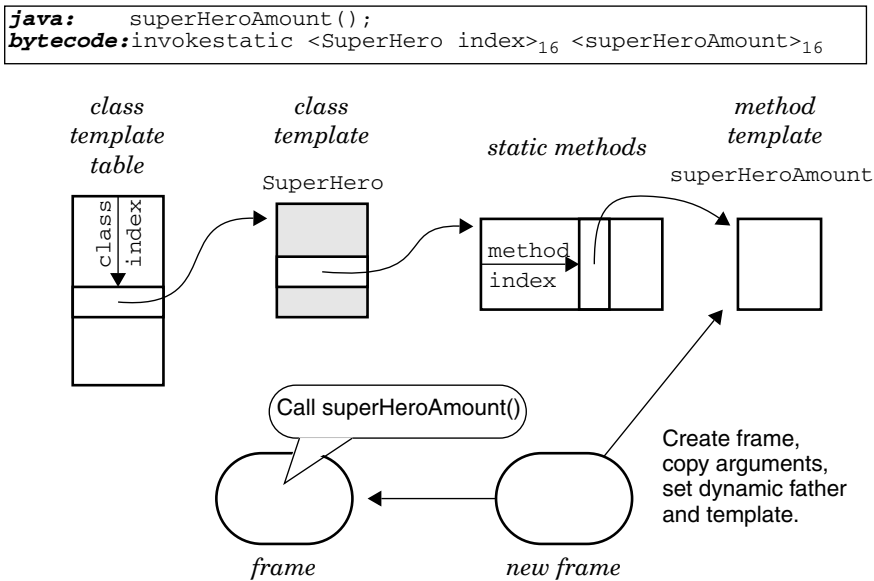 java: superHeroAmount();
bytecode:invokestatic <SuperHero index>16 <superHeroAmount>16
class
template
table
class
template
SuperHero
static methods
method
template
superHeroAmount
class
index
method
index
Call superHeroAmount()
Create frame,
copy arguments,
set dynamic father
and template.
frame
new frame